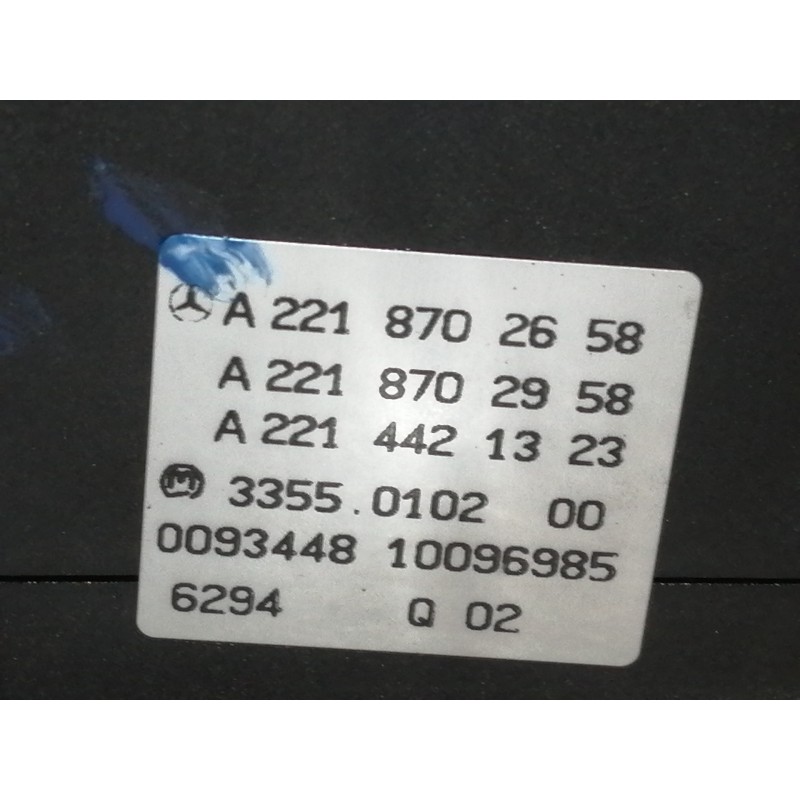 A 221 870 26 58
A 221 870 29 58
A 221 442 13 23
M 3355.0102 00
0093448 10096985
6294 Q 02